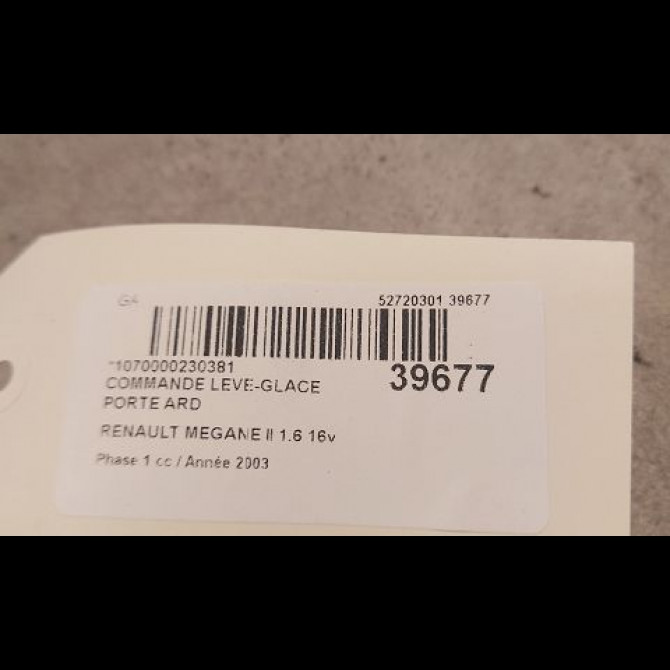 G4 52720301 39677
*1070000230381
39677
COMMANDE LEVE-GLACE
PORTE ARD
RENAULT MEGANE II 1.6 16v
Phase 1 cc / Année 2003